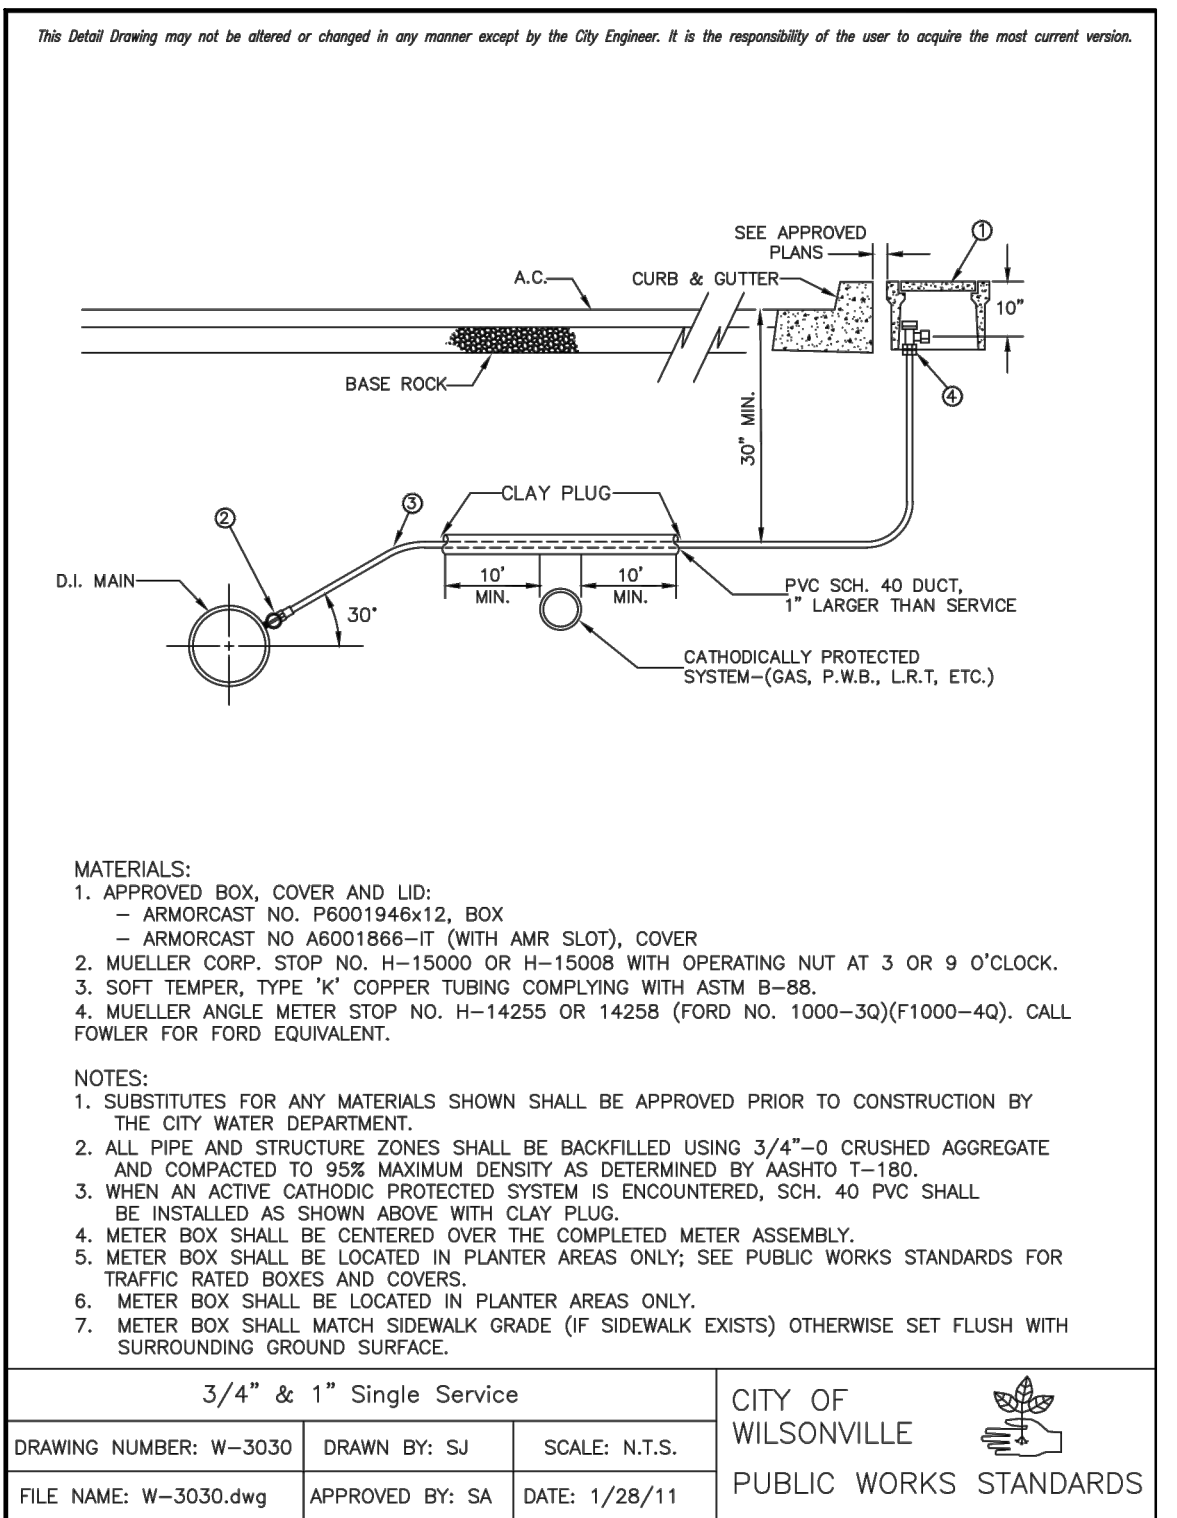 This Detail Drawing may not be altered or changed in any manner except by the City Engineer. It is the responsibility of the user to acquire the most current version.
SEE APPROVED
PLANS
1
A.C.
CURB & GUTTER
10"
BASE ROCK
4
30" MIN.
CLAY PLUG
3
2
D.I. MAIN
10'
MIN.
10'
MIN.
PVC SCH. 40 DUCT,
1" LARGER THAN SERVICE
30°
CATHODICALLY PROTECTED
SYSTEM-(GAS, P.W.B., L.R.T, ETC.)
MATERIALS:
1. APPROVED BOX, COVER AND LID:
- ARMORCAST NO. P6001946x12, BOX
- ARMORCAST NO A6001866-IT (WITH AMR SLOT), COVER
2. MUELLER CORP. STOP NO. H-15000 OR H-15008 WITH OPERATING NUT AT 3 OR 9 O'CLOCK.
3. SOFT TEMPER, TYPE 'K' COPPER TUBING COMPLYING WITH ASTM B-88.
4. MUELLER ANGLE METER STOP NO. H-14255 OR 14258 (FORD NO. 1000-3Q)(F1000-4Q). CALL
FOWLER FOR FORD EQUIVALENT.
NOTES:
1. SUBSTITUTES FOR ANY MATERIALS SHOWN SHALL BE APPROVED PRIOR TO CONSTRUCTION BY
THE CITY WATER DEPARTMENT.
2. ALL PIPE AND STRUCTURE ZONES SHALL BE BACKFILLED USING 3/4"-0 CRUSHED AGGREGATE
AND COMPACTED TO 95% MAXIMUM DENSITY AS DETERMINED BY AASHTO T-180.
3. WHEN AN ACTIVE CATHODIC PROTECTED SYSTEM IS ENCOUNTERED, SCH. 40 PVC SHALL
BE INSTALLED AS SHOWN ABOVE WITH CLAY PLUG.
4. METER BOX SHALL BE CENTERED OVER THE COMPLETED METER ASSEMBLY.
5. METER BOX SHALL BE LOCATED IN PLANTER AREAS ONLY; SEE PUBLIC WORKS STANDARDS FOR
TRAFFIC RATED BOXES AND COVERS.
6. METER BOX SHALL BE LOCATED IN PLANTER AREAS ONLY.
7. METER BOX SHALL MATCH SIDEWALK GRADE (IF SIDEWALK EXISTS) OTHERWISE SET FLUSH WITH
SURROUNDING GROUND SURFACE.
3/4" & 1" Single Service
DRAWING NUMBER: W-3030
DRAWN BY: SJ
SCALE: N.T.S.
FILE NAME: W-3030.dwg
APPROVED BY: SA
DATE: 1/28/11
CITY OF
WILSONVILLE
PUBLIC WORKS STANDARDS